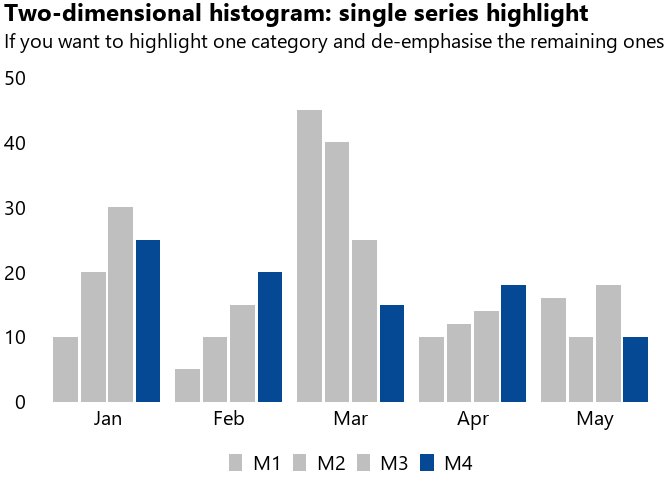 Two-dimensional histogram: single series highlight
If you want to highlight one category and de-emphasise the remaining ones
50
40
30
20
10
0
Jan Feb Mar Apr May
M1 M2 M3 M4